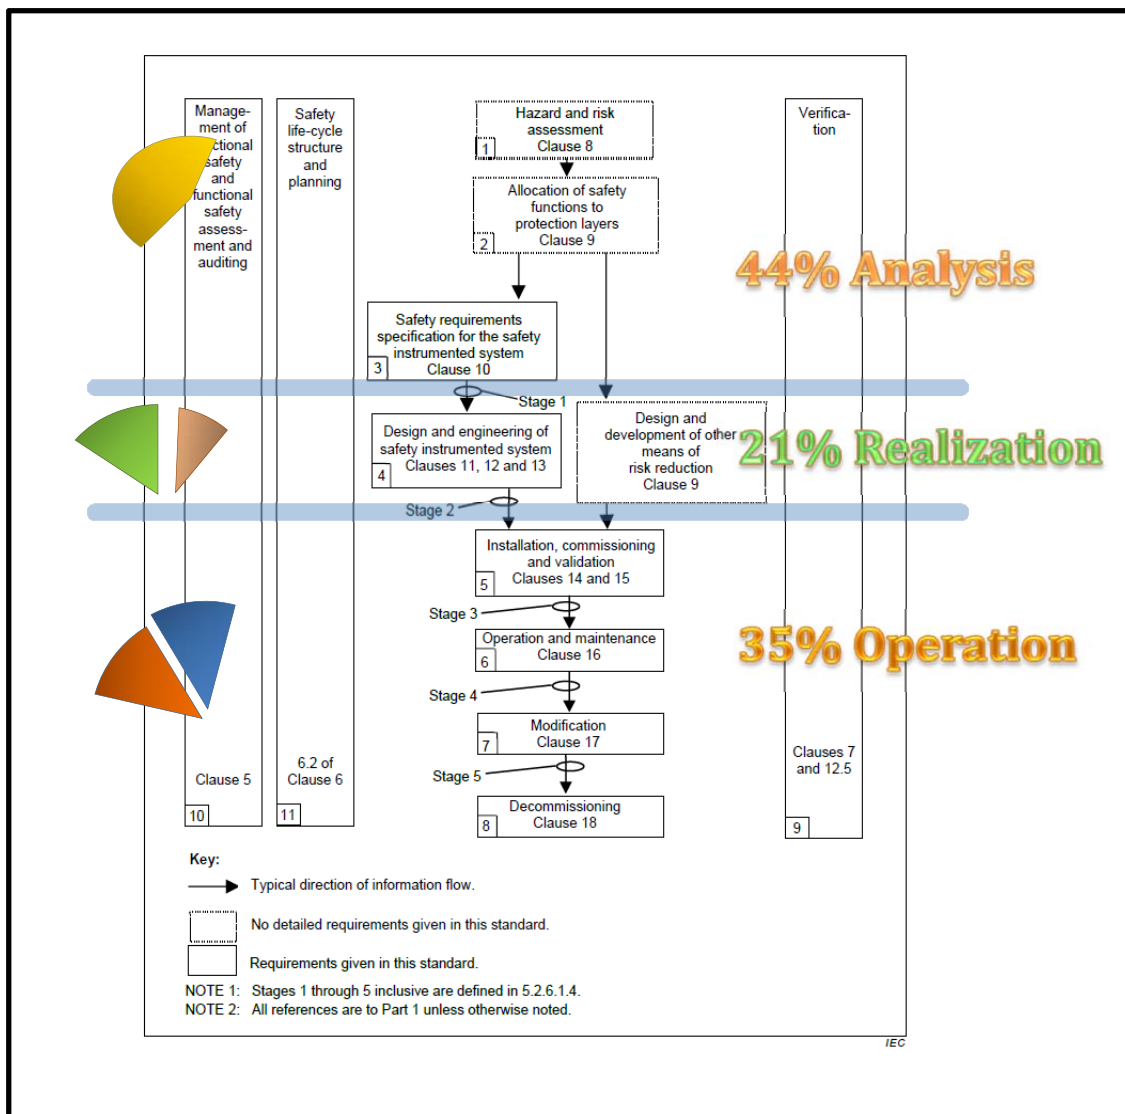 Manage-
ment of
functional
safety
and
functional
safety
assess-
ment and
auditing
Clause 5
10
Safety
life-cycle
structure
and
planning
6.2 of
Clause 6
11
Hazard and risk
assessment
Clause 8
1
Allocation of safety
functions to
protection layers
Clause 9
2
Safety requirements
specification for the safety
instrumented system
Clause 10
3
Stage 1
Design and engineering of
safety instrumented system
Clauses 11, 12 and 13
4
Design and
development of other
means of
risk reduction
Clause 9
Stage 2
Installation, commissioning
and validation
Clauses 14 and 15
5
Stage 3
Operation and maintenance
Clause 16
6
Stage 4
Modification
Clause 17
7
Stage 5
Decommissioning
Clause 18
8
Verifica-
tion
Clauses 7
and 12.5
9
44% Analysis
21% Realization
35% Operation
Key:
Typical direction of information flow.
No detailed requirements given in this standard.
Requirements given in this standard.
NOTE 1: Stages 1 through 5 inclusive are defined in 5.2.6.1.4.
NOTE 2: All references are to Part 1 unless otherwise noted.
IEC